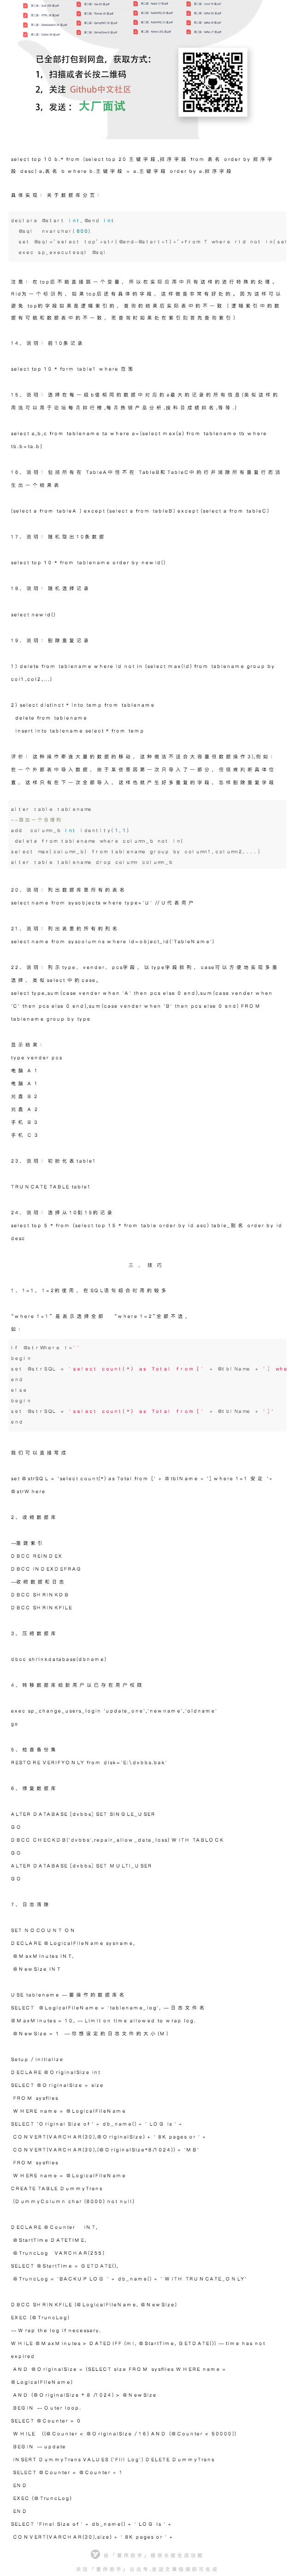 已全部打包到网盘，获取方式：
1，扫描或者长按二维码
2，关注 Github中文社区
3，发送：大厂面试
select top 10 b.* from (select top 20 主键字段,排序字段 from 表名 order by 排序字
段 desc) a,表名 b where b.主键字段 = a.主键字段 order by a.排序字段
具体实现：关于数据库分页：
declare @start int,@end int
@sql nvarchar(600)
set @sql='select top'+str(@end-@start+1)+'+from T where rid not in(sel
exec sp_executesql @sql
注意：在top后不能直接跟一个变量，所以在实际应用中只有这样的进行特殊的处理。
Rid为一个标识列，如果top后还有具体的字段，这样做是非常有好处的。因为这样可以
避免 top的字段如果是逻辑索引的，查询的结果后实际表中的不一致（逻辑索引中的数
据有可能和数据表中的不一致，而查询时如果处在索引则首先查询索引）
14、说明：前10条记录
select top 10 * form table1 where 范围
15、说明：选择在每一组b值相同的数据中对应的a最大的记录的所有信息(类似这样的
用法可以用于论坛每月排行榜,每月热销产品分析,按科目成绩排名,等等.)
select a,b,c from tablename ta where a=(select max(a) from tablename tb where
tb.b=ta.b)
16、说明：包括所有在 TableA中但不在 TableB和TableC中的行并消除所有重复行而派
生出一个结果表
(select a from tableA ) except (select a from tableB) except (select a from tableC)
17、说明：随机取出10条数据
select top 10 * from tablename order by newid()
18、说明：随机选择记录
select newid()
19、说明：删除重复记录
1) delete from tablename where id not in (select max(id) from tablename group by
col1,col2,...)
2) select distinct * into temp from tablename
delete from tablename
insert into tablename select * from temp
评价：这种操作牵连大量的数据的移动，这种做法不适合大容量但数据操作3),例如：
在一个外部表中导入数据，由于某些原因第一次只导入了一部分，但很难判断具体位
置，这样只有在下一次全部导入，这样也就产生好多重复的字段，怎样删除重复字段
alter table tablename
--添加一个自增列
add column_b int identity(1,1)
delete from tablename where column_b not in(
select max(column_b) from tablename group by column1,column2,...)
alter table tablename drop column column_b
20、说明：列出数据库里所有的表名
select name from sysobjects where type='U' //U代表用户
21、说明：列出表里的所有的列名
select name from syscolumns where id=object_id('TableName')
22、说明：列示type、vender、pcs字段，以type字段排列，case可以方便地实现多重
选择，类似select 中的case。
select type,sum(case vender when 'A' then pcs else 0 end),sum(case vender when
'C' then pcs else 0 end),sum(case vender when 'B' then pcs else 0 end) FROM
tablename group by type
显示结果：
type vender pcs
电脑 A 1
电脑 A 1
光盘 B 2
光盘 A 2
手机 B 3
手机 C 3
23、说明：初始化表table1
TRUNCATE TABLE table1
24、说明：选择从10到15的记录
select top 5 * from (select top 15 * from table order by id asc) table_别名 order by id
desc
三、技巧
1、1=1，1=2的使用，在SQL语句组合时用的较多
“where 1=1” 是表示选择全部 “where 1=2”全部不选，
如：
if @strWhere !=''
begin
set @strSQL = 'select count(*) as Total from [' + @tblName + '] whe
end
else
begin
set @strSQL = 'select count(*) as Total from [' + @tblName + ']'
end
我们可以直接写成
set @strSQL = 'select count(*) as Total from [' + @tblName + '] where 1=1 安定 '+
@strWhere
2、收缩数据库
--重建索引
DBCC REINDEX
DBCC INDEXDEFRAG
--收缩数据和日志
DBCC SHRINKDB
DBCC SHRINKFILE
3、压缩数据库
dbcc shrinkdatabase(dbname)
4、转移数据库给新用户以已存在用户权限
exec sp_change_users_login 'update_one','newname','oldname'
go
5、检查备份集
RESTORE VERIFYONLY from disk='E:\dvbbs.bak'
6、修复数据库
ALTER DATABASE [dvbbs] SET SINGLE_USER
GO
DBCC CHECKDB('dvbbs',repair_allow_data_loss) WITH TABLOCK
GO
ALTER DATABASE [dvbbs] SET MULTI_USER
GO
7、日志清除
SET NOCOUNT ON
DECLARE @LogicalFileName sysname,
@MaxMinutes INT,
@NewSize INT
USE tablename -- 要操作的数据库名
SELECT @LogicalFileName = 'tablename_log', -- 日志文件名
@MaxMinutes = 10, -- Limit on time allowed to wrap log.
@NewSize = 1 -- 你想设定的日志文件的大小(M)
Setup / initialize
DECLARE @OriginalSize int
SELECT @OriginalSize = size
FROM sysfiles
WHERE name = @LogicalFileName
SELECT 'Original Size of ' + db_name() + ' LOG is ' +
CONVERT(VARCHAR(30),@OriginalSize) + ' 8K pages or ' +
CONVERT(VARCHAR(30),(@OriginalSize*8/1024)) + 'MB'
FROM sysfiles
WHERE name = @LogicalFileName
CREATE TABLE DummyTrans
(DummyColumn char (8000) not null)
DECLARE @Counter INT,
@StartTime DATETIME,
@TruncLog VARCHAR(255)
SELECT @StartTime = GETDATE(),
@TruncLog = 'BACKUP LOG ' + db_name() + ' WITH TRUNCATE_ONLY'
DBCC SHRINKFILE (@LogicalFileName, @NewSize)
EXEC (@TruncLog)
-- Wrap the log if necessary.
WHILE @MaxMinutes > DATEDIFF (mi, @StartTime, GETDATE()) -- time has not
expired
AND @OriginalSize = (SELECT size FROM sysfiles WHERE name =
@LogicalFileName)
AND (@OriginalSize * 8 /1024) > @NewSize
BEGIN -- Outer loop.
SELECT @Counter = 0
WHILE ((@Counter < @OriginalSize / 16) AND (@Counter < 50000))
BEGIN -- update
INSERT DummyTrans VALUES ('Fill Log') DELETE DummyTrans
SELECT @Counter = @Counter + 1
END
EXEC (@TruncLog)
END
SELECT 'Final Size of ' + db_name() + ' LOG is ' +
CONVERT(VARCHAR(30),size) + ' 8K pages or ' +